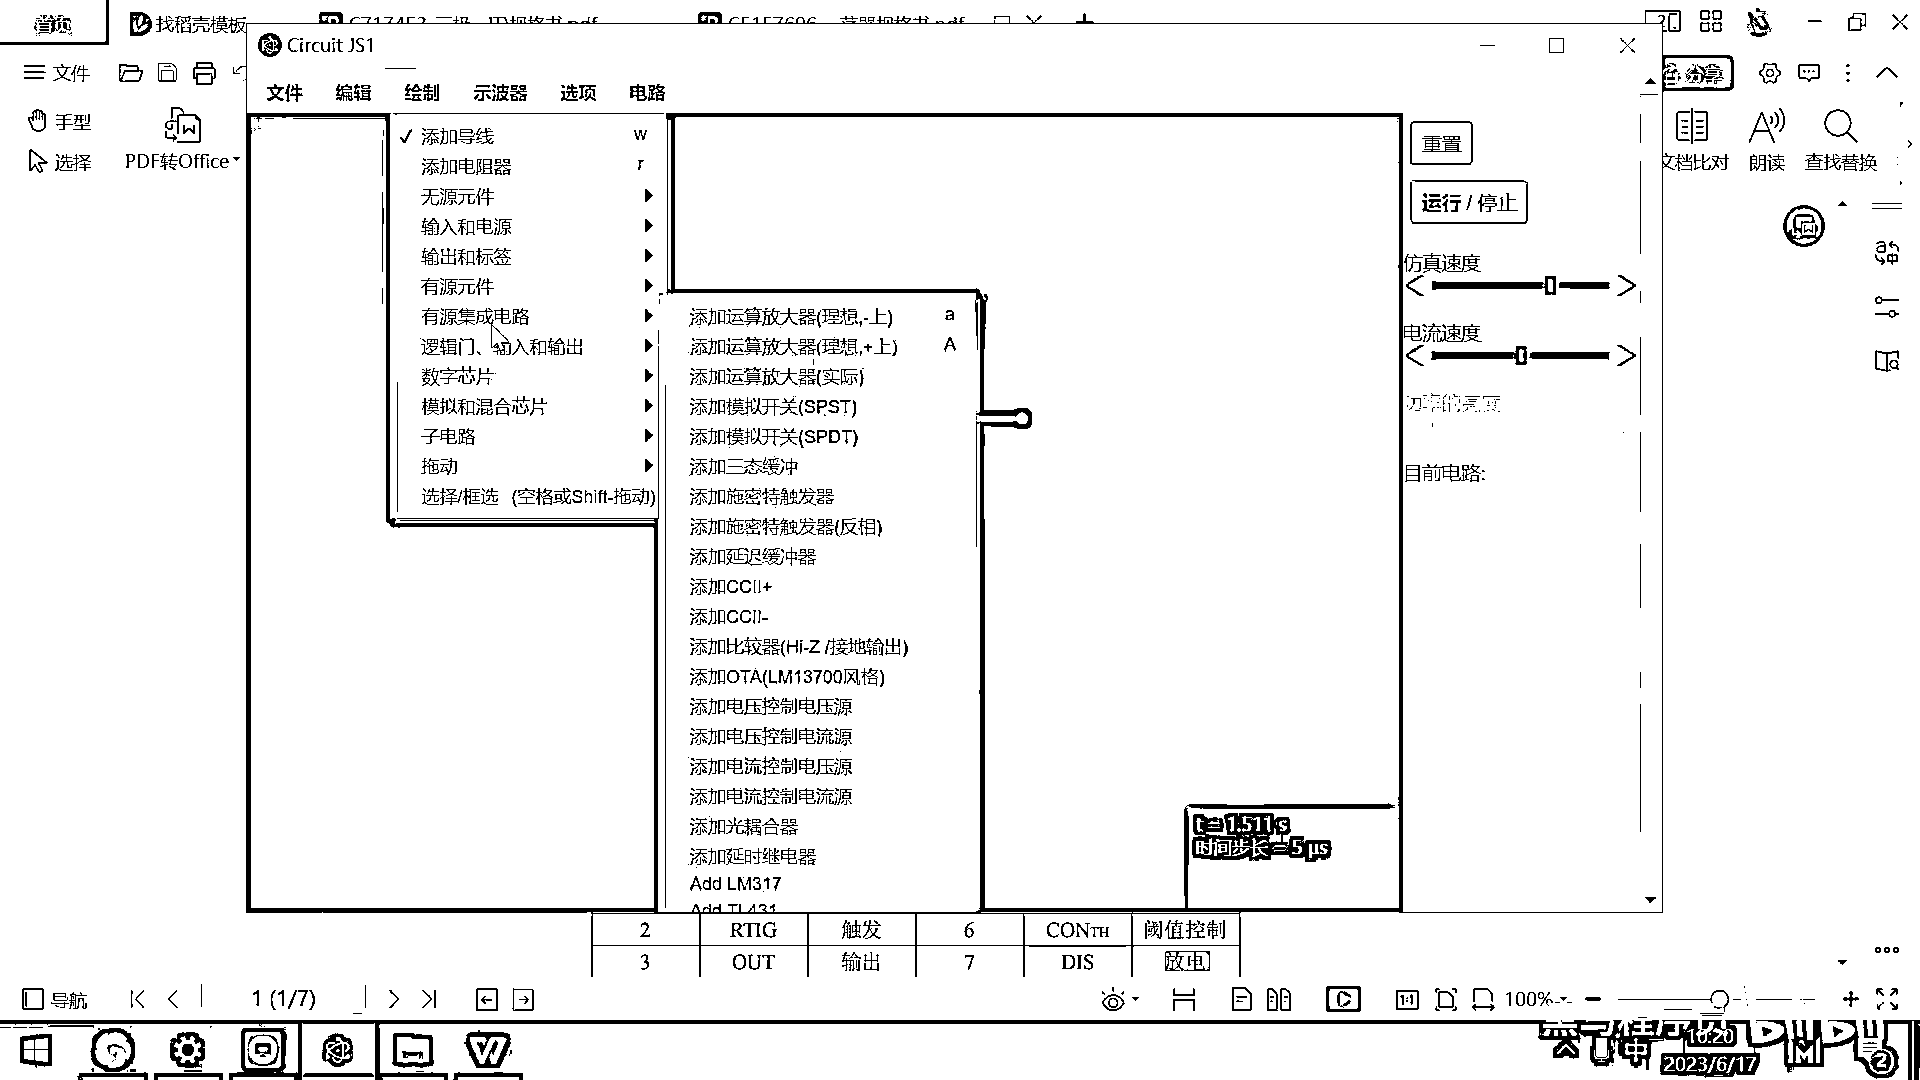 首页
找稻壳模板
Circuit JS1
文件
手型
选择
PDF转Office
文件 编辑 绘制 示波器 选项 电路
✓ 添加导线 w
添加电阻器 r
无源元件
输入和电源
输出和标签
有源元件
有源集成电路
逻辑门、输入和输出
数字芯片
模拟和混合芯片
子电路
拖动
选择/框选 (空格或Shift-拖动)
添加运算放大器(理想,-上) a
添加运算放大器(理想,+上) A
添加运算放大器(实际)
添加模拟开关(SPST)
添加模拟开关(SPDT)
添加三态缓冲
添加施密特触发器
添加施密特触发器(反相)
添加延迟缓冲器
添加CCII+
添加CCII-
添加比较器(Hi-Z /接地输出)
添加OTA(LM13700风格)
添加电压控制电压源
添加电压控制电流源
添加电流控制电压源
添加电流控制电流源
添加光耦合器
添加延时继电器
Add LM317
Add TL431
重置
运行 / 停止
仿真速度
电流速度
功率的亮度
目前电路:
t = 1.511 s
时间步长 = 5 μs
分享
文档比对
朗读
查找替换
2 RTIG 触发 6 CONTH 阈值控制
3 OUT 输出 7 DIS 放电
导航
1 (1/7)
1:1
100%
中
16:20
2023/6/17
2